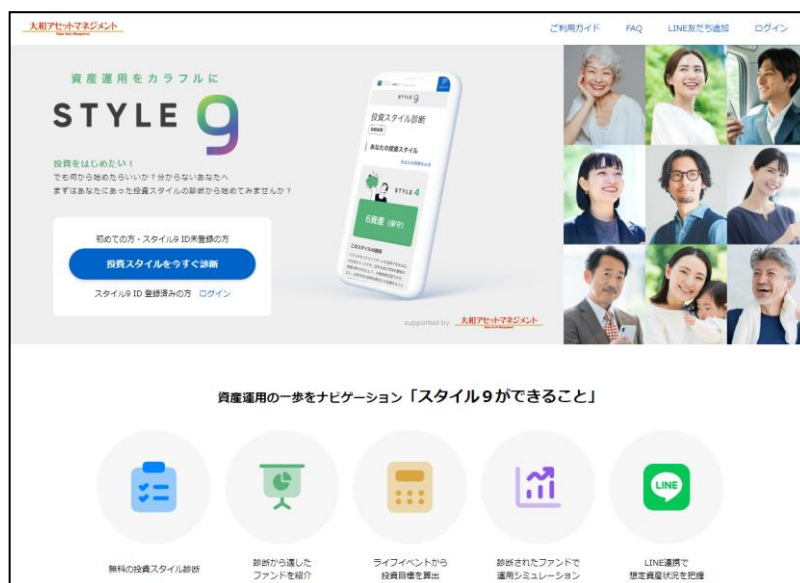 大和アセットマネジメント
Daiwa Asset Management
ご利用ガイド
FAQ
LINE友だち追加
ログイン
資産運用をカラフルに
STYLE 9
投資をはじめたい！
でも何から始めたらいいか？分からないあなたへ
まずはあなたにあった投資スタイルの診断から始めてみませんか？
初めての方・スタイル9 ID未登録の方
投資スタイルを今すぐ診断
スタイル9 ID 登録済みの方 ログイン
STYLE 9
投資スタイル診断
あなたの投資スタイル
STYLE 4
6資産（保守）
supported by 大和アセットマネジメント
Daiwa Asset Management
資産運用の一歩をナビゲーション「スタイル９ができること」
無料の投資スタイル診断
診断から適した
ファンドを紹介
ライフイベントから
投資目標を算出
診断されたファンドで
運用シミュレーション
LINE
LINE連携で
想定資産状況を把握